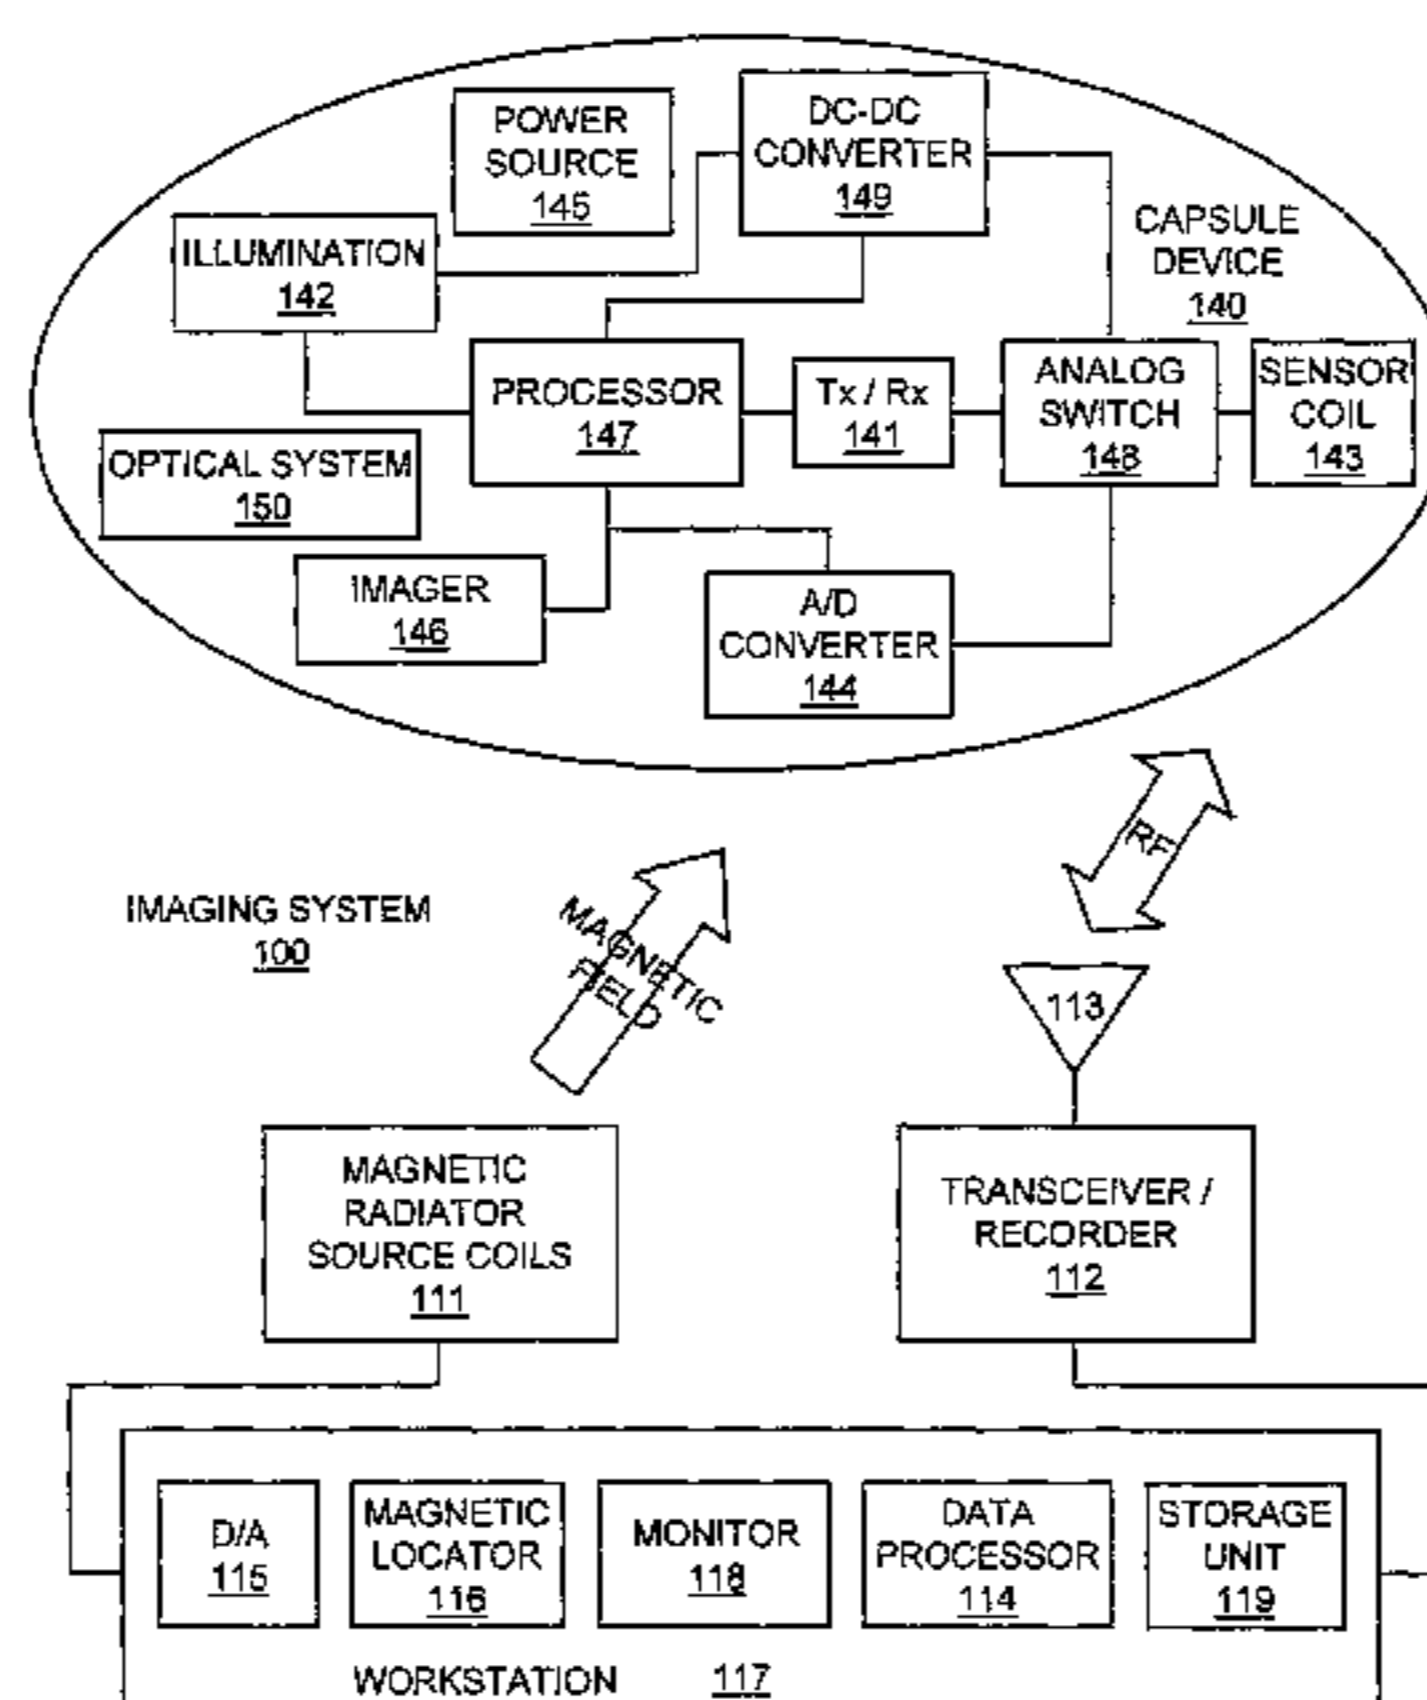 POWER
SOURCE
145
DC-DC
CONVERTER
149
ILLUMINATION
142
CAPSULE
DEVICE
140
PROCESSOR
147
Tx / Rx
141
ANALOG
SWITCH
148
SENSOR
COIL
143
OPTICAL SYSTEM
150
IMAGER
146
A/D
CONVERTER
144
RF
IMAGING SYSTEM
100
MAGNETIC
FIELD
113
MAGNETIC
RADIATOR
SOURCE COILS
111
TRANSCEIVER /
RECORDER
112
D/A
115
MAGNETIC
LOCATOR
116
MONITOR
118
DATA
PROCESSOR
114
STORAGE
UNIT
119
WORKSTATION 117